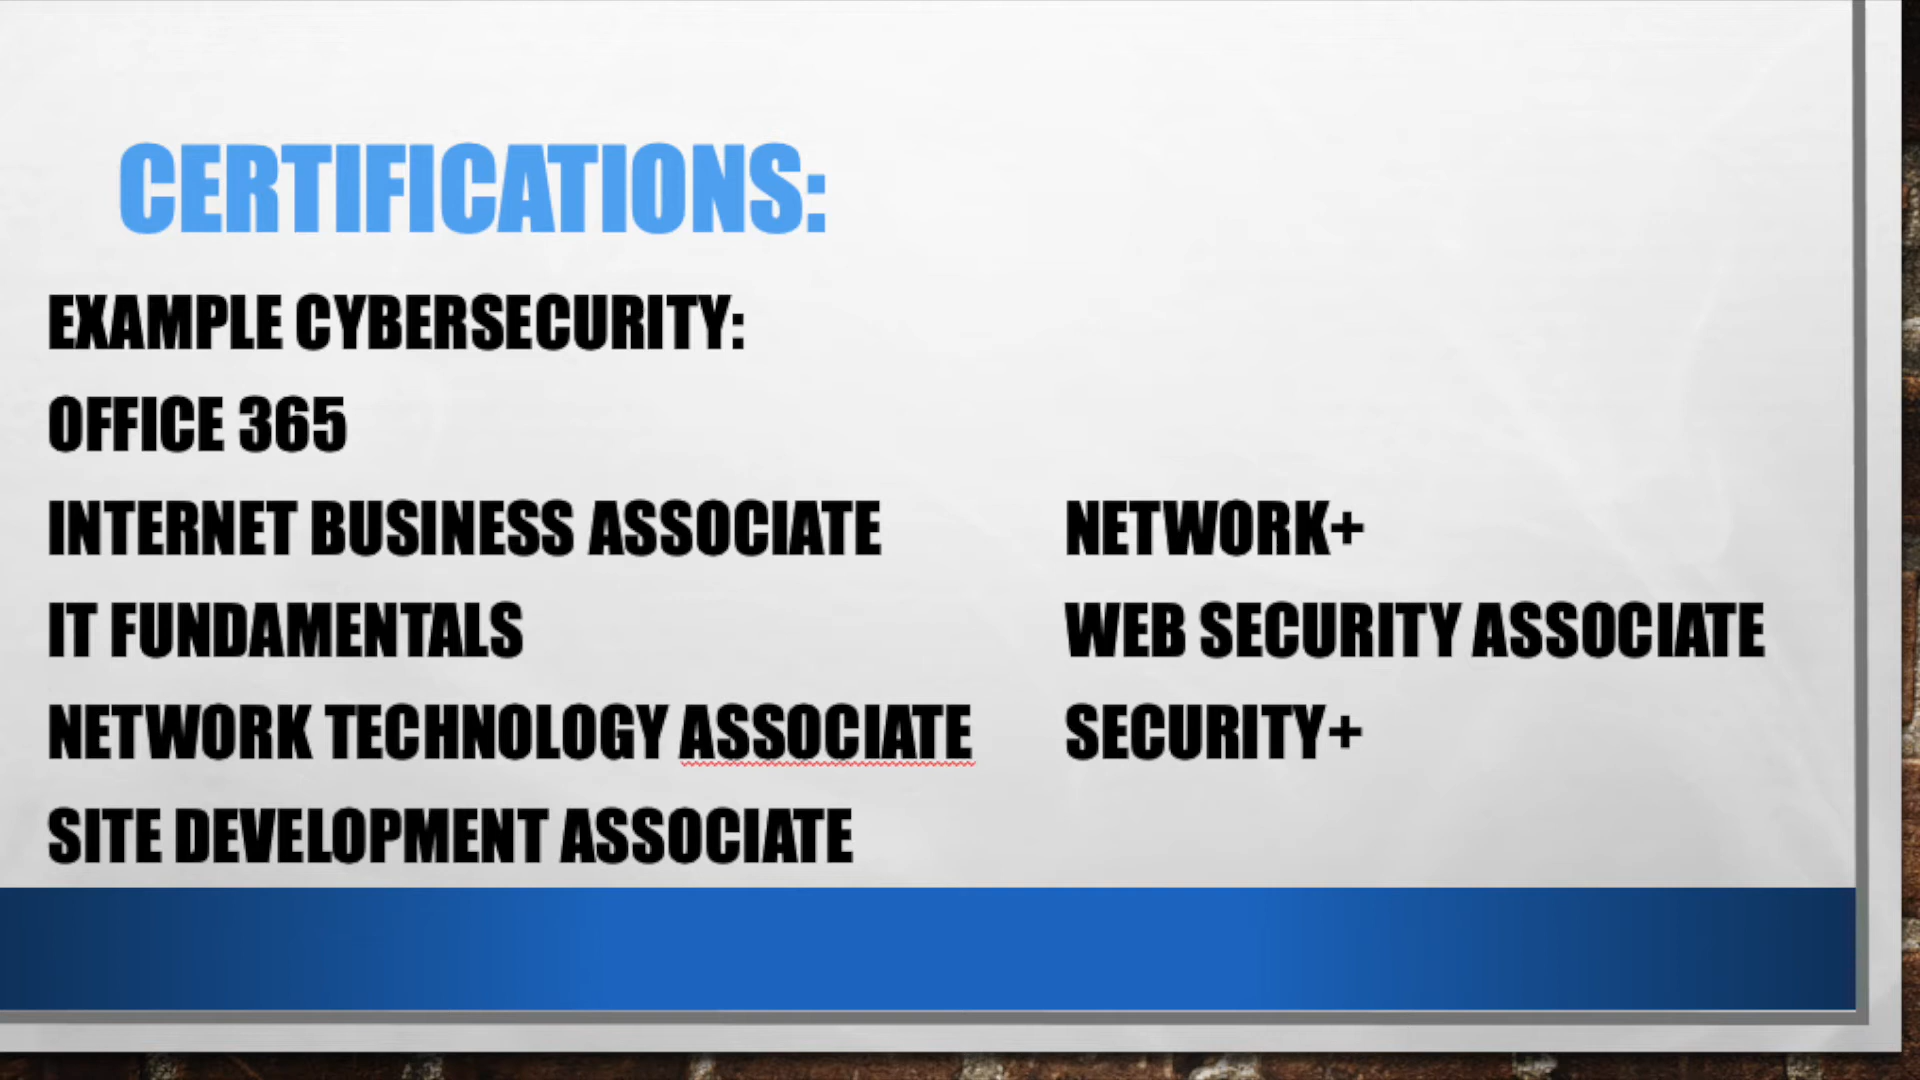 CERTIFICATIONS:
EXAMPLE CYBERSECURITY:
OFFICE 365
INTERNET BUSINESS ASSOCIATE
IT FUNDAMENTALS
NETWORK TECHNOLOGY ASSOCIATE
SITE DEVELOPMENT ASSOCIATE
NETWORK+
WEB SECURITY ASSOCIATE
SECURITY+